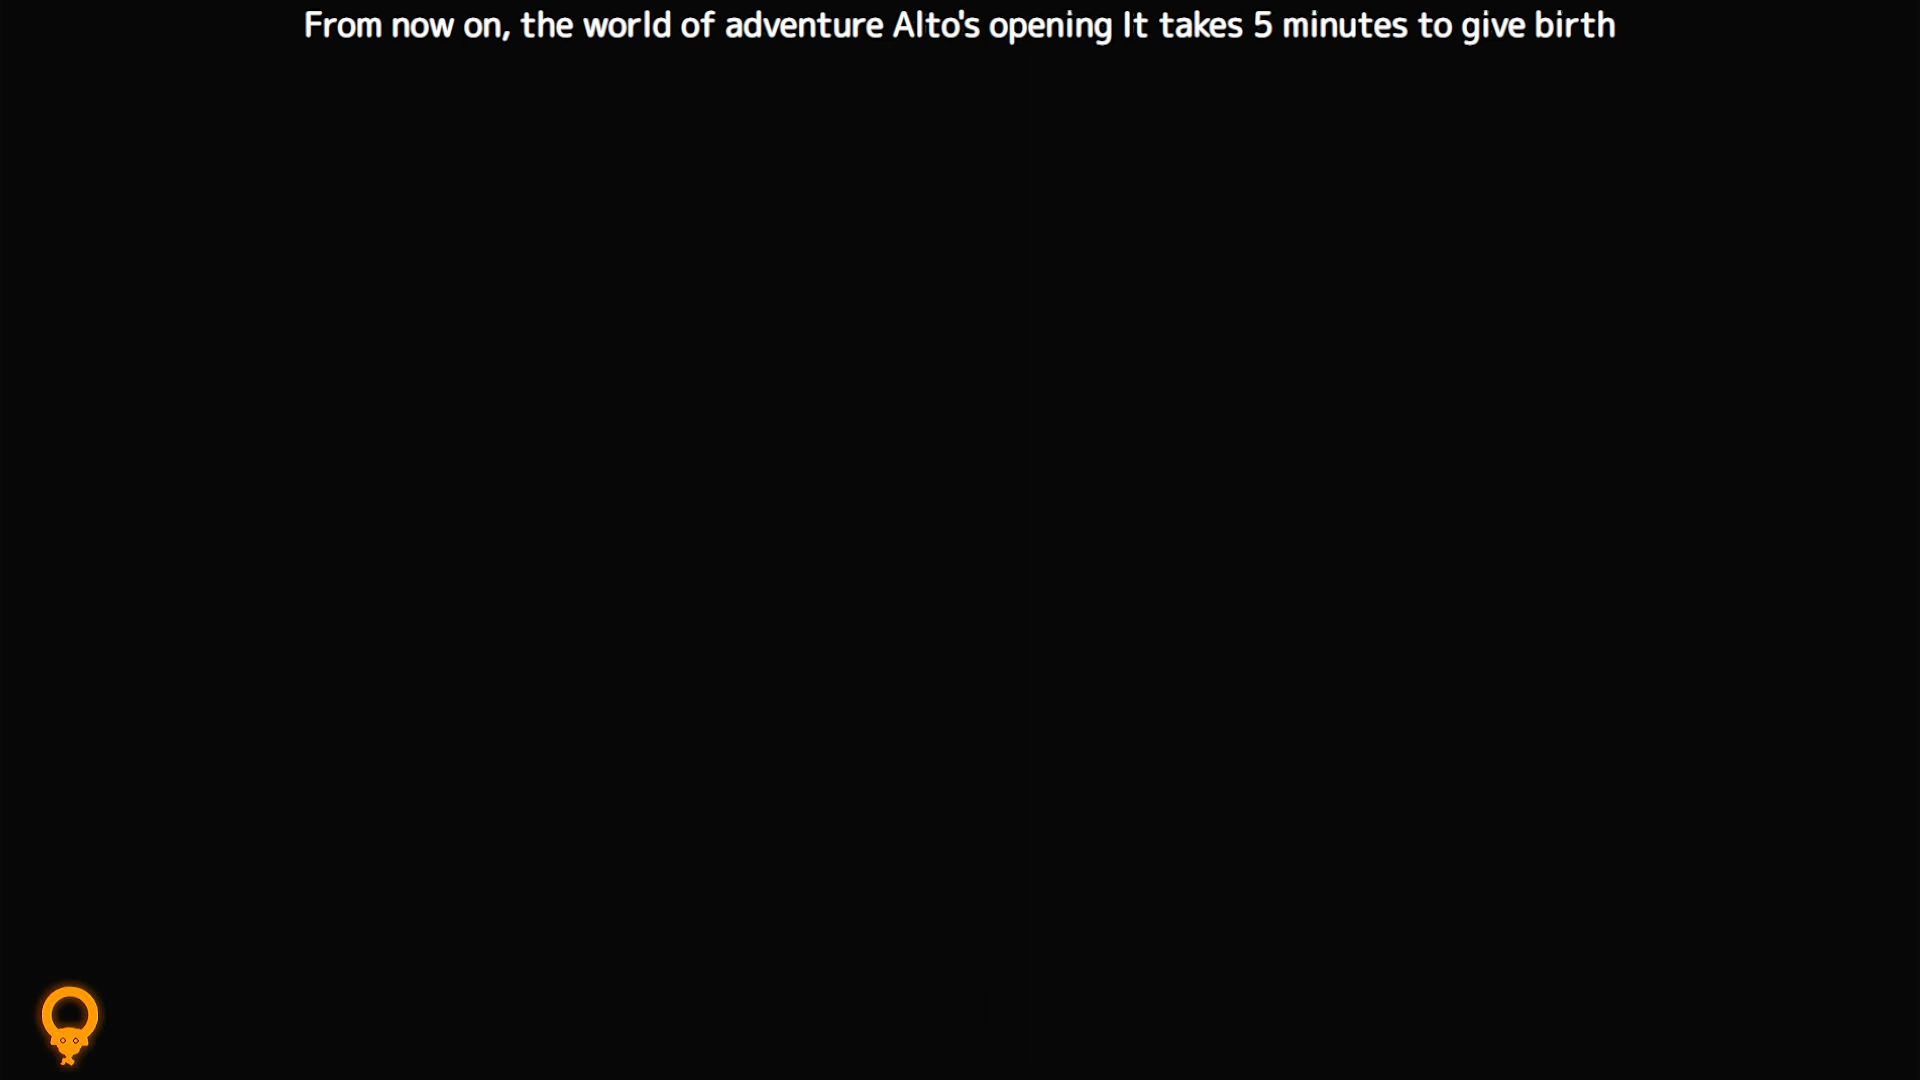 From now on, the world of adventure Alto's opening It takes 5 minutes to give birth